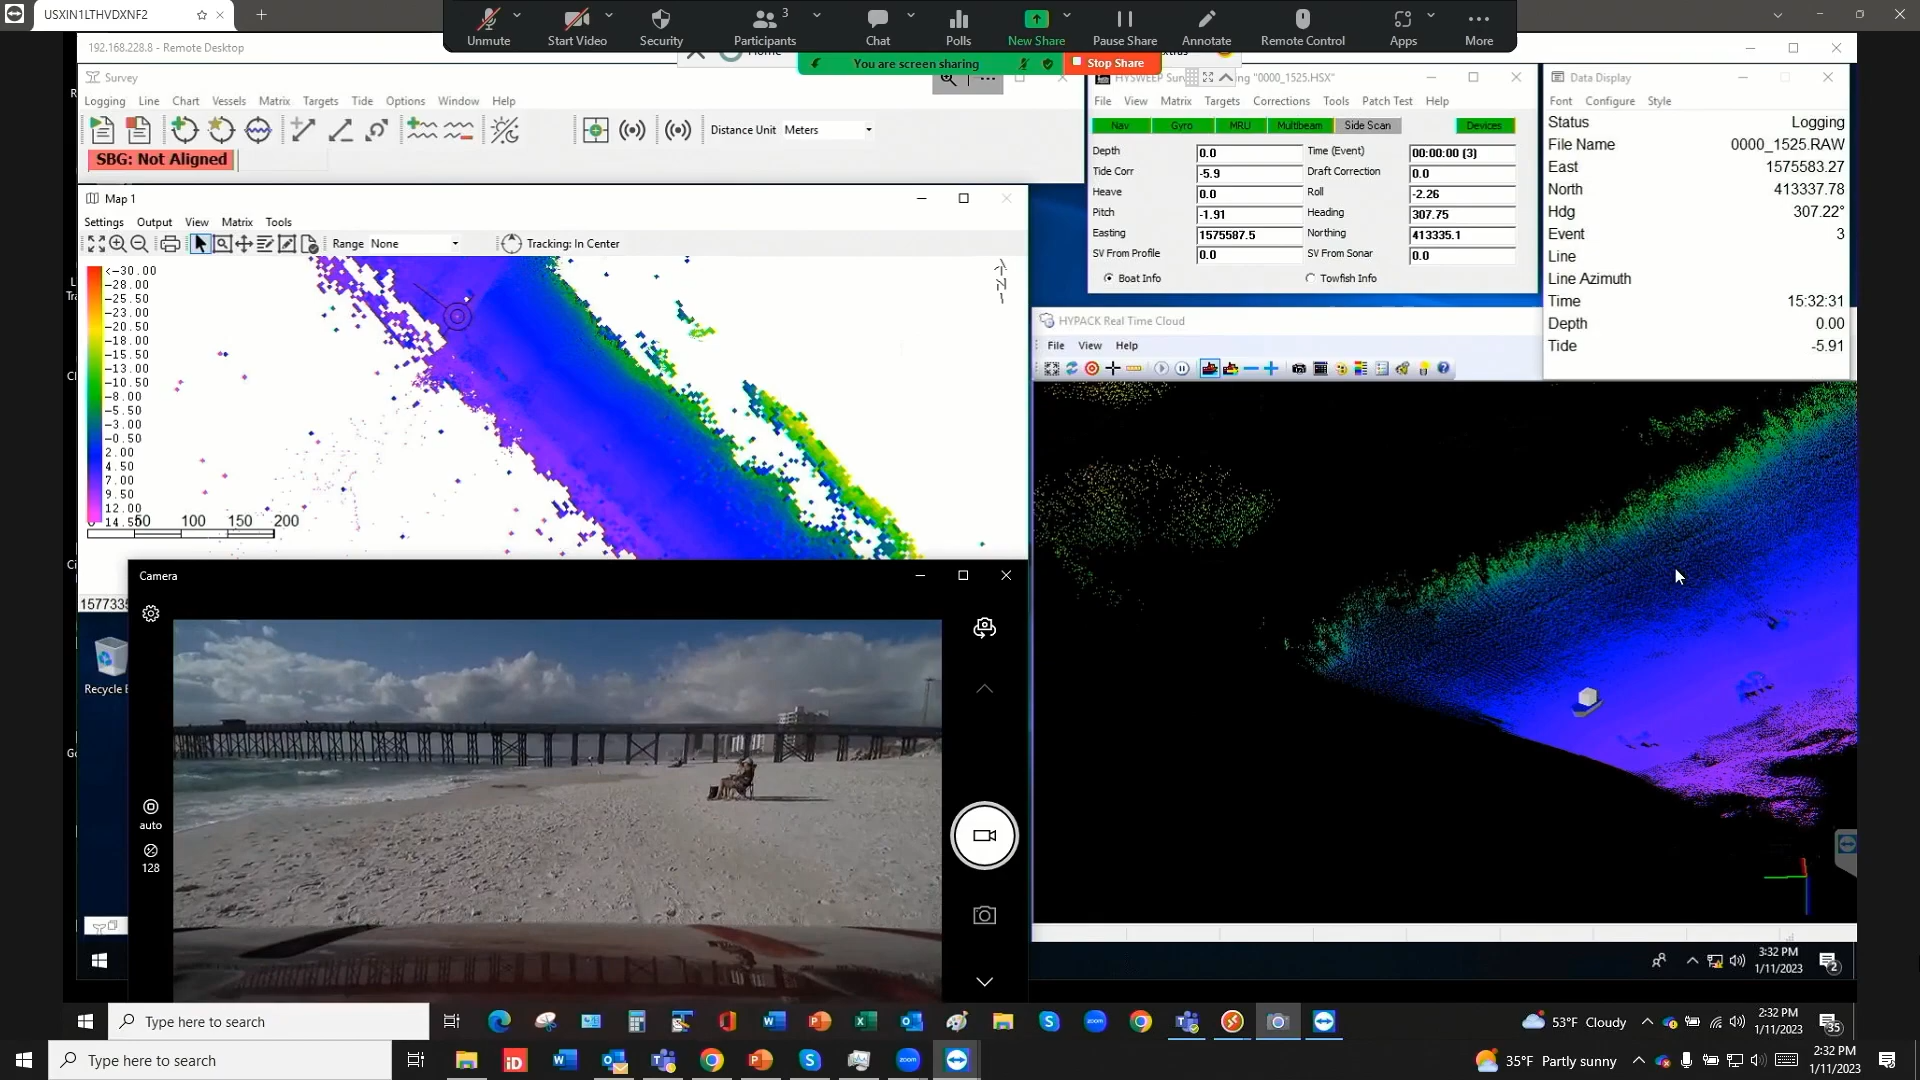 USXIN1LTHVDXNF2
3
Unmute
Start Video
Security
Participants
Chat
Polls
New Share
Pause Share
Annotate
Remote Control
Apps
More
192.168.228.8 - Remote Desktop
You are screen sharing
Stop Share
Survey
Logging Line Chart Vessels Matrix Targets Tide Options Window Help
Distance Unit Meters
SBG: Not Aligned
Map 1
Settings Output View Matrix Tools
Range None
Tracking: In Center
N
<-30.00
-28.00
-25.50
-23.00
-20.50
-18.00
-15.50
-13.00
-10.50
-8.00
-5.50
-3.00
-0.50
2.00
4.50
7.00
9.50
12.00
14.50
50 100 150 200
Camera
auto
128
Recycle
"0000_1525.HSX"
File View Matrix Targets Corrections Tools Patch Test Help
Nav Gyro MRU Multibeam Side Scan Devices
Depth 0.0 Time (Event) 00:00:00 (3)
Tide Corr -5.9 Draft Correction 0.0
Heave 0.0 Roll -2.26
Pitch -1.91 Heading 307.75
Easting 1575587.5 Northing 413335.1
SV From Profile 0.0 SV From Sonar 0.0
Boat Info Towfish Info
Data Display
Font Configure Style
Status Logging
File Name 0000_1525.RAW
East 1575583.27
North 413337.78
Hdg 307.22°
Event 3
Line
Line Azimuth
Time 15:32:31
Depth 0.00
Tide -5.91
HYPACK Real Time Cloud
File View Help
3:32 PM
1/11/2023
2
Type here to search
53°F Cloudy
2:32 PM
1/11/2023
35
Type here to search
35°F Partly sunny
2:32 PM
1/11/2023